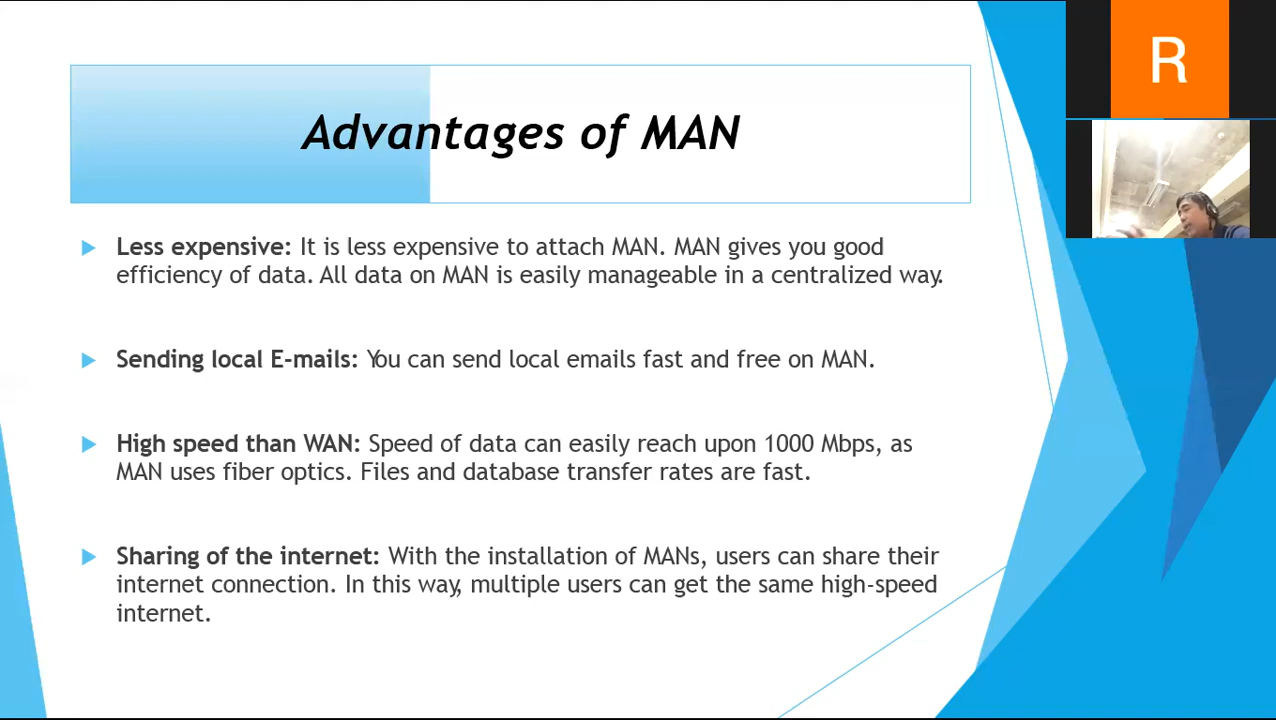 Advantages of MAN
R
Less expensive: It is less expensive to attach MAN. MAN gives you good
efficiency of data. All data on MAN is easily manageable in a centralized way.
Sending local E-mails: You can send local emails fast and free on MAN.
High speed than WAN: Speed of data can easily reach upon 1000 Mbps, as
MAN uses fiber optics. Files and database transfer rates are fast.
Sharing of the internet: With the installation of MANs, users can share their
internet connection. In this way, multiple users can get the same high-speed
internet.